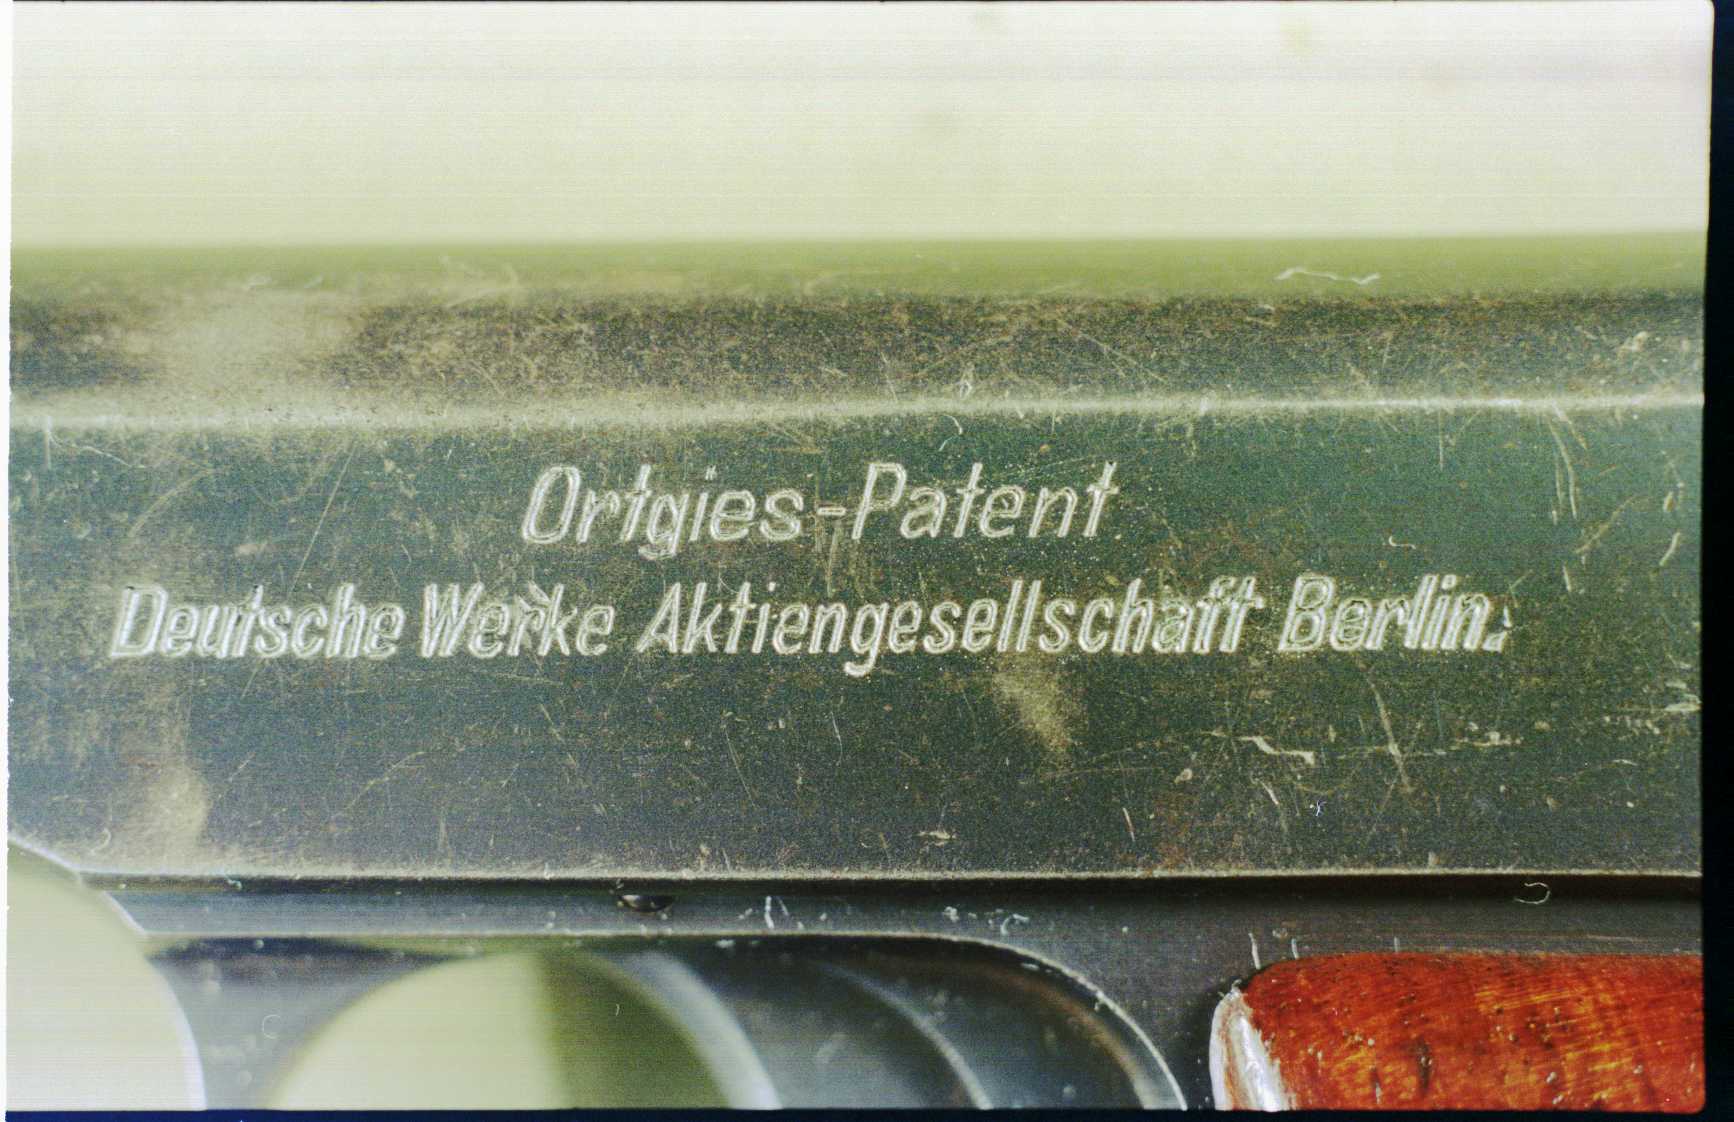 Ortgies-Patent
Deutsche Werke Aktiengesellschaft Berlin.